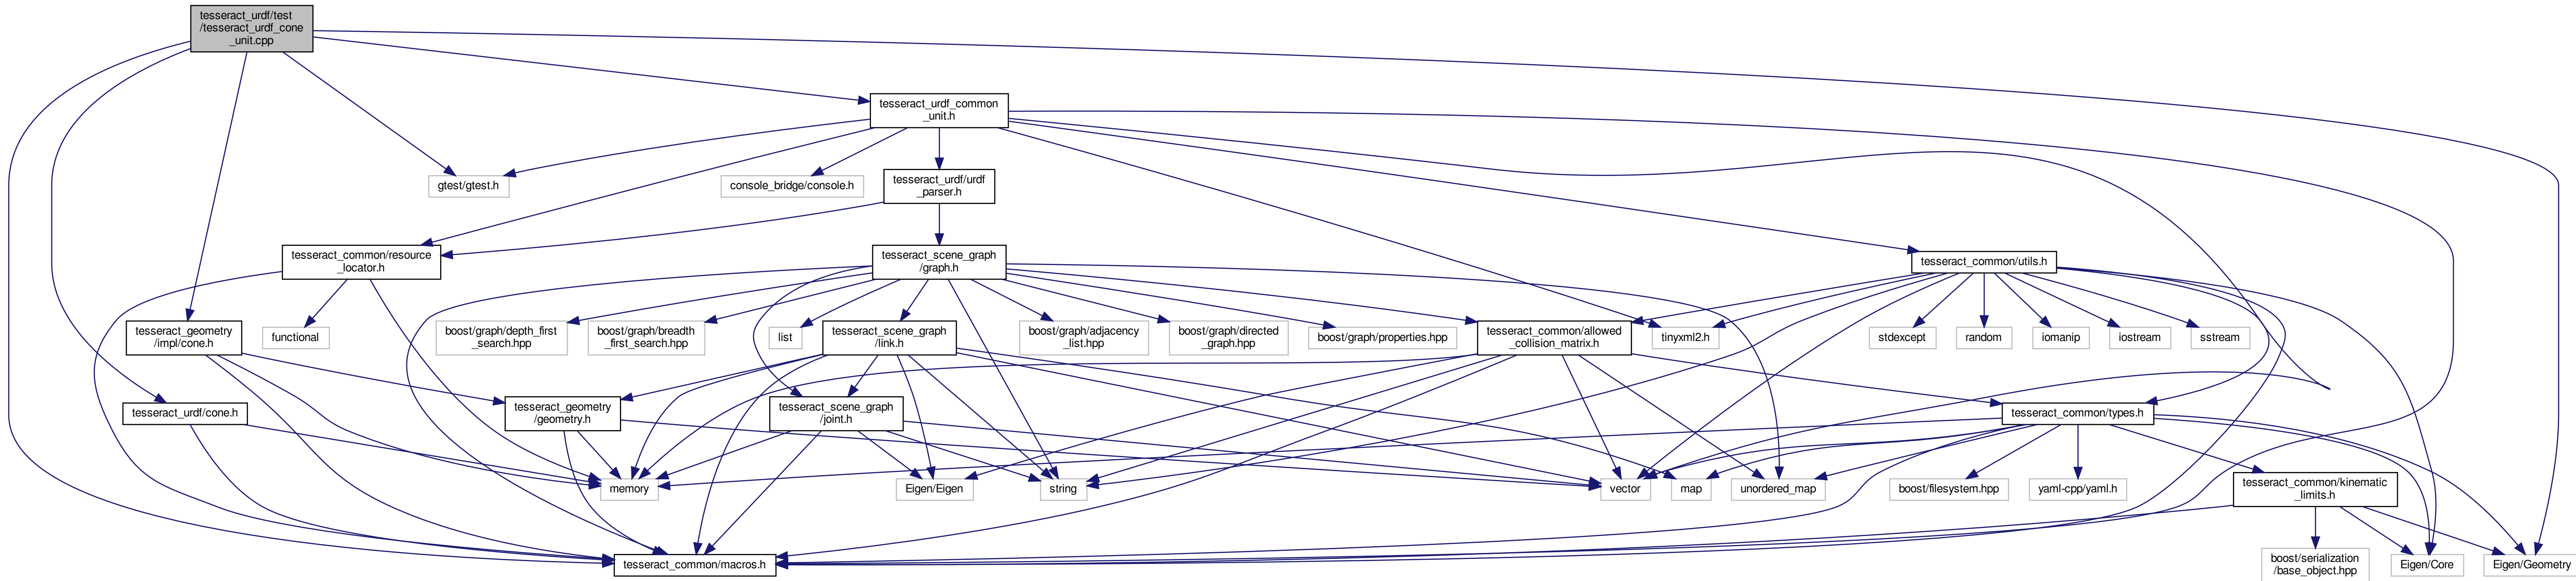 tesseract_urdf/test
/tesseract_urdf_cone
_unit.cpp
tesseract_urdf_common
_unit.h
gtest/gtest.h
console_bridge/console.h
tesseract_urdf/urdf
_parser.h
tesseract_common/resource
_locator.h
tesseract_scene_graph
/graph.h
tesseract_common/utils.h
tesseract_geometry
/impl/cone.h
functional
boost/graph/depth_first
_search.hpp
boost/graph/breadth
_first_search.hpp
list
tesseract_scene_graph
/link.h
boost/graph/adjacency
_list.hpp
boost/graph/directed
_graph.hpp
boost/graph/properties.hpp
tesseract_common/allowed
_collision_matrix.h
tinyxml2.h
stdexcept
random
iomanip
iostream
sstream
tesseract_urdf/cone.h
tesseract_geometry
/geometry.h
tesseract_scene_graph
/joint.h
tesseract_common/types.h
memory
Eigen/Eigen
string
vector
map
unordered_map
boost/filesystem.hpp
yaml-cpp/yaml.h
tesseract_common/kinematic
_limits.h
tesseract_common/macros.h
boost/serialization
/base_object.hpp
Eigen/Core
Eigen/Geometry